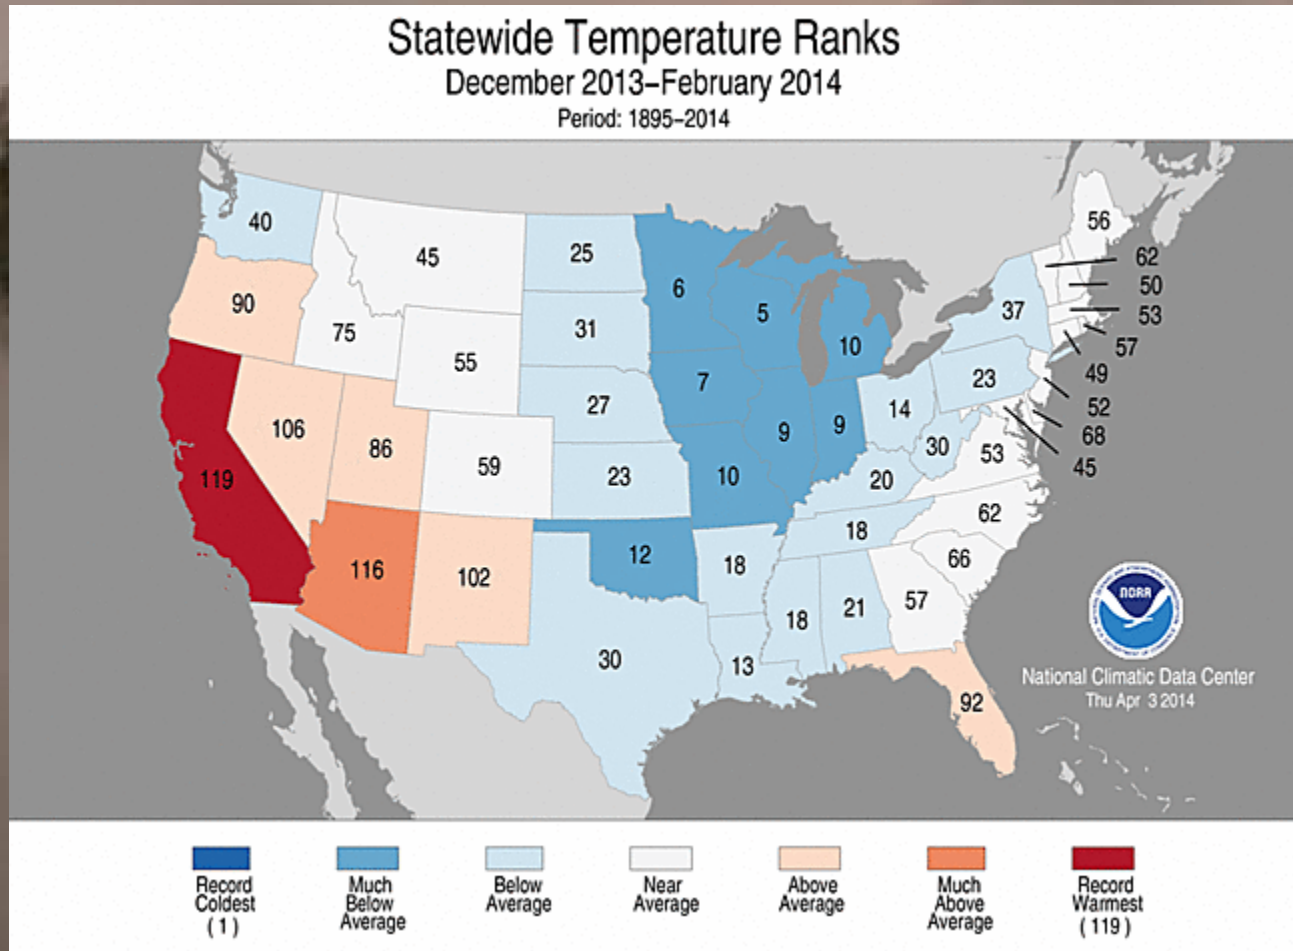 Statewide Temperature Ranks
December 2013–February 2014
Period: 1895–2014
40
45
25
6
5
10
56
62
50
53
57
49
52
68
45
37
90
75
31
55
7
27
14
23
106
86
59
23
9
9
30
53
119
10
20
62
18
116
102
12
18
66
57
18
21
30
13
92
NOAA
National Climatic Data Center
Thu Apr 3 2014
Record
Coldest
( 1 )
Much
Below
Average
Below
Average
Near
Average
Above
Average
Much
Above
Average
Record
Warmest
( 119 )